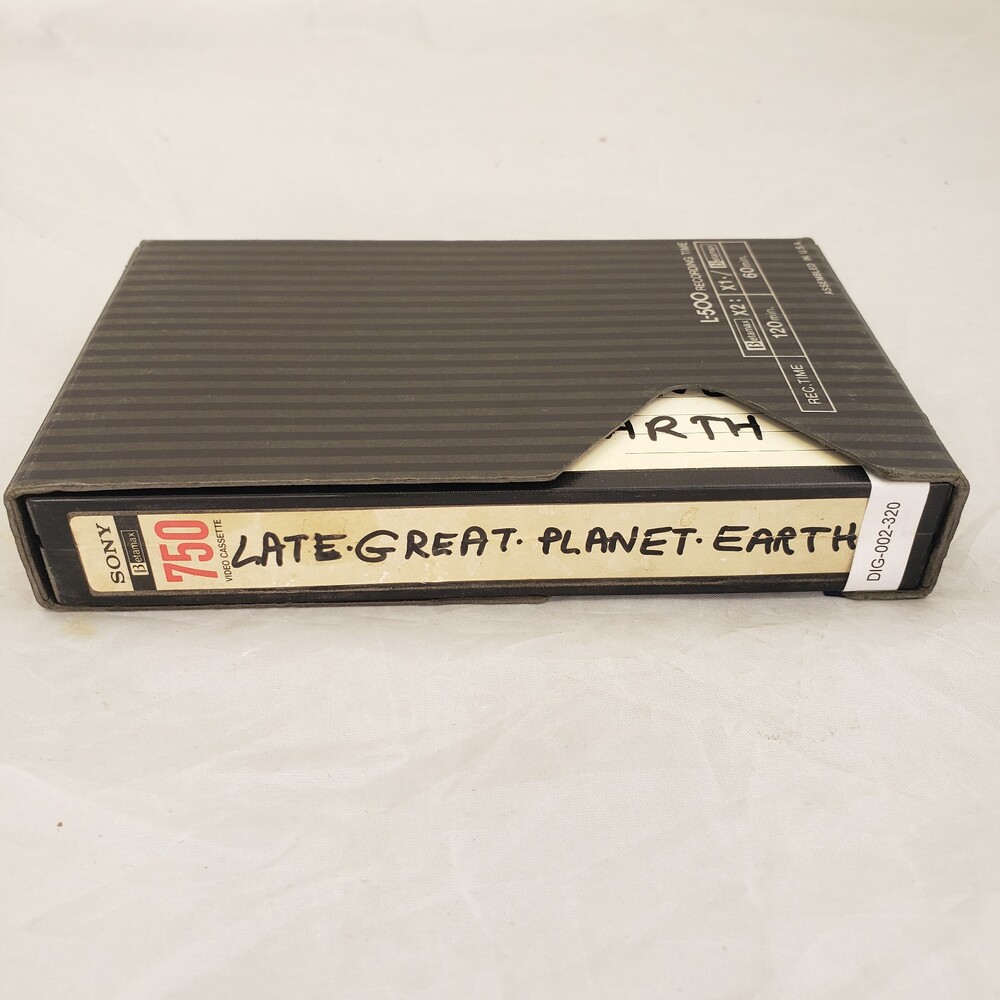 L-500 RECORDING TIME
REC. TIME
Betamax X2: 120min.
X1·/Betamax 60min.
ASSEMBLED IN U.S.A.
ARTH
SONY
Betamax
750
VIDEO CASSETTE
LATE·GREAT·PLANET·EARTH
DIG-002-320